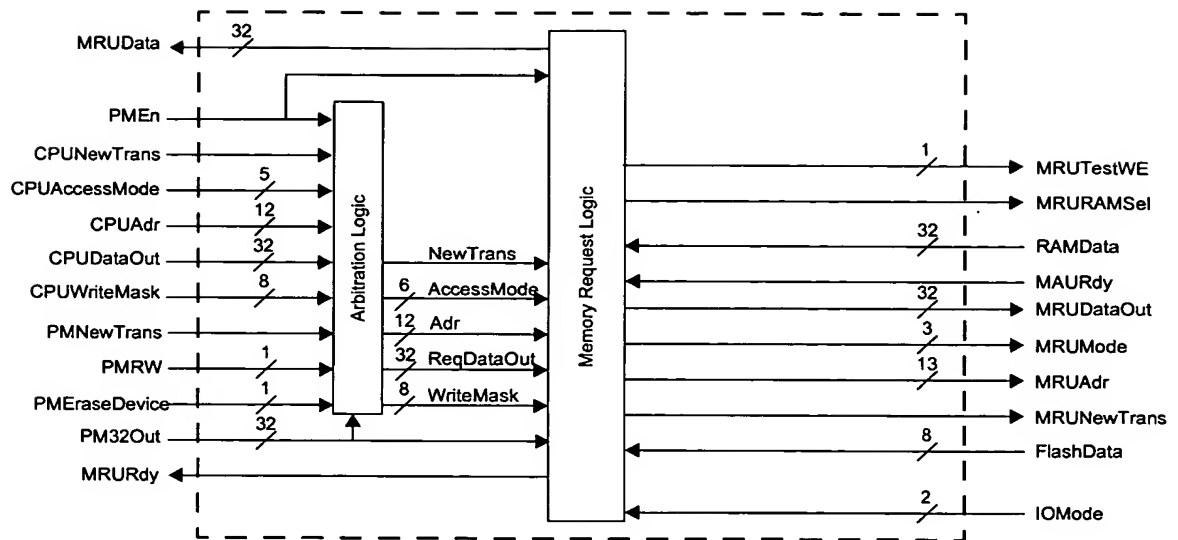 MRUData
32
PMEn
CPUNewTrans
CPUAccessMode
5
CPUAdr
12
CPUDataOut
32
CPUWriteMask
8
PMNewTrans
PMRW
1
PMEraseDevice
1
PM32Out
32
MRURdy
Arbitration Logic
NewTrans
6 AccessMode
12 Adr
32 ReqDataOut
8 WriteMask
Memory Request Logic
1
MRUTestWE
MRURAMSel
32
RAMData
MAURdy
32
MRUDataOut
3
MRUMode
13
MRUAdr
MRUNewTrans
8
FlashData
2
IOMode